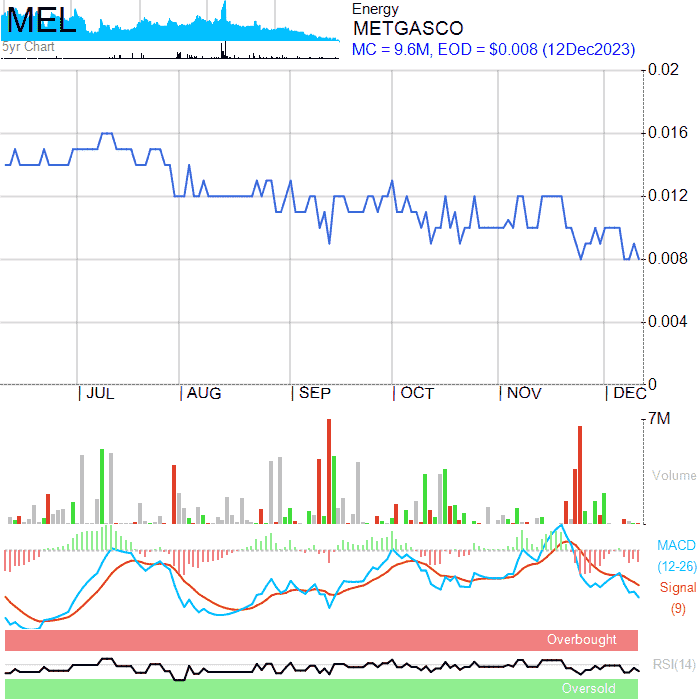 MEL
5yr Chart
Energy
METGASCO
MC = 9.6M, EOD = $0.008 (12Dec2023)
0.02
0.016
0.012
0.008
0.004
0
| JUL | AUG | SEP | OCT | NOV | DEC
7M
Volume
MACD
(12-26)
Signal
(9)
Overbought
RSI(14)
Oversold